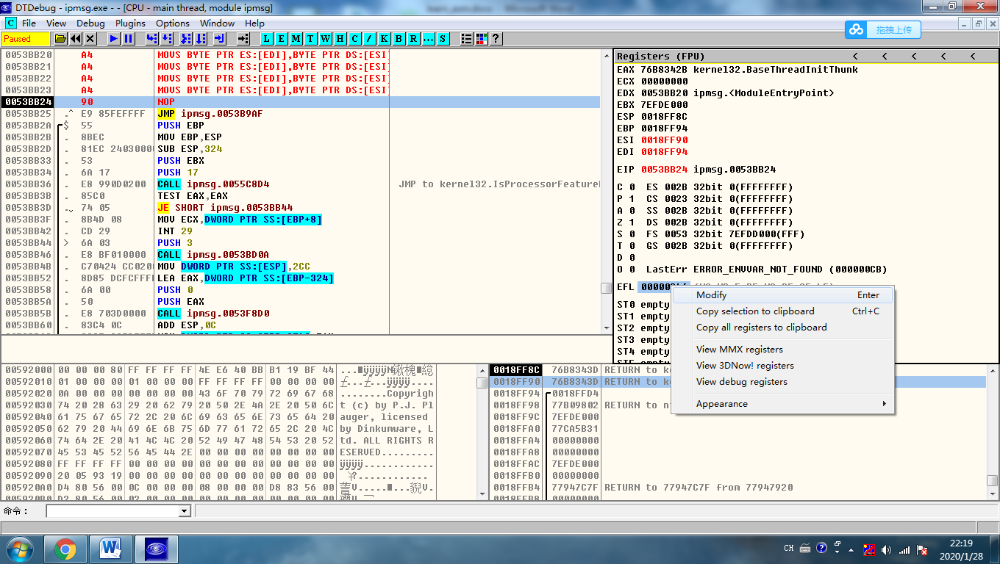 DTDebug - ipmsg.exe - - [CPU - main thread, module ipmsg]
C File View Debug Plugins Options Window Help
拖拽上传
Paused L E M T W H C / K B R ... S ?
0053BB20 A4 MOVS BYTE PTR ES:[EDI],BYTE PTR DS:[ESI]
0053BB21 A4 MOVS BYTE PTR ES:[EDI],BYTE PTR DS:[ESI]
0053BB22 A4 MOVS BYTE PTR ES:[EDI],BYTE PTR DS:[ESI]
0053BB23 A4 MOVS BYTE PTR ES:[EDI],BYTE PTR DS:[ESI]
0053BB24 90 NOP
0053BB25 .^ E9 85FEFFFF JMP ipmsg.0053B9AF
0053BB2A $ 55 PUSH EBP
0053BB2B . 8BEC MOV EBP,ESP
0053BB2D . 81EC 24030000 SUB ESP,324
0053BB33 . 53 PUSH EBX
0053BB34 . 6A 17 PUSH 17
0053BB36 . E8 990D0200 CALL ipmsg.0055C8D4 JMP to kernel32.IsProcessorFeature
0053BB3B . 85C0 TEST EAX,EAX
0053BB3D . 74 05 JE SHORT ipmsg.0053BB44
0053BB3F . 8B4D 08 MOV ECX,DWORD PTR SS:[EBP+8]
0053BB42 . CD 29 INT 29
0053BB44 > 6A 03 PUSH 3
0053BB46 . E8 BF010000 CALL ipmsg.0053BD0A
0053BB4B . C70424 CC020 MOV DWORD PTR SS:[ESP],2CC
0053BB52 . 8D85 DCFCFFF LEA EAX,DWORD PTR SS:[EBP-324]
0053BB58 . 6A 00 PUSH 0
0053BB5A . 50 PUSH EAX
0053BB5B . E8 703D0000 CALL ipmsg.0053F8D0
0053BB60 . 83C4 0C ADD ESP,0C
Registers (FPU) < < < < <
EAX 76B8342B kernel32.BaseThreadInitThunk
ECX 00000000
EDX 0053BB20 ipmsg.<ModuleEntryPoint>
EBX 7EFDE000
ESP 0018FF8C
EBP 0018FF94
ESI 0018FF90
EDI 0018FF94
EIP 0053BB24 ipmsg.0053BB24
C 0 ES 002B 32bit 0(FFFFFFFF)
P 1 CS 0023 32bit 0(FFFFFFFF)
A 0 SS 002B 32bit 0(FFFFFFFF)
Z 1 DS 002B 32bit 0(FFFFFFFF)
S 0 FS 0053 32bit 7EFDD000(FFF)
T 0 GS 002B 32bit 0(FFFFFFFF)
D 0
O 0 LastErr ERROR_ENVVAR_NOT_FOUND (000000CB)
EFL
ST0 empty
ST1 empty
ST2 empty
ST3 empty
ST4 empty
Modify Enter
Copy selection to clipboard Ctrl+C
Copy all registers to clipboard
View MMX registers
View 3DNow! registers
View debug registers
Appearance
00592000 00 00 00 80 FF FF FF FF 4E E6 40 BB B1 19 BF 44
00592010 01 00 00 00 01 00 00 00 FF FF FF FF 00 00 00 00
00592020 0A 00 00 00 00 00 00 00 43 6F 70 79 72 69 67 68 ........Copyrigh
00592030 74 20 28 63 29 20 62 79 20 50 2E 4A 2E 20 50 6C t (c) by P.J. Pl
00592040 61 75 67 65 72 2C 20 6C 69 63 65 6E 73 65 64 20 auger, licensed
00592050 62 79 20 44 69 6E 6B 75 6D 77 61 72 65 2C 20 4C by Dinkumware, L
00592060 74 64 2E 20 41 4C 4C 20 52 49 47 48 54 53 20 52 td. ALL RIGHTS R
00592070 45 53 45 52 56 45 44 2E 00 00 00 00 00 00 00 00 ESERVED.........
00592080 FF FF FF FF 00 00 00 00 00 00 00 00 00 00 00 00 ÿÿÿÿ............
00592090 20 05 93 19 00 00 00 00 00 00 00 00 00 00 00 00
005920A0 D4 80 56 00 0C 00 00 00 08 00 00 00 D8 83 56 00
0018FF8C 76B8343D RETURN to
0018FF90 76B8343D RETURN to
0018FF94 0018FFD4
0018FF98 77B09802 RETURN to
0018FF9C 7EFDE000
0018FFA0 77CA5B31
0018FFA4 00000000
0018FFA8 00000000
0018FFAC 7EFDE000
0018FFB0 00000000
0018FFB4 77947C7F RETURN to 77947C7F from 77947920
0018FFB8 00000000
命令：
CH
22:19
2020/1/28